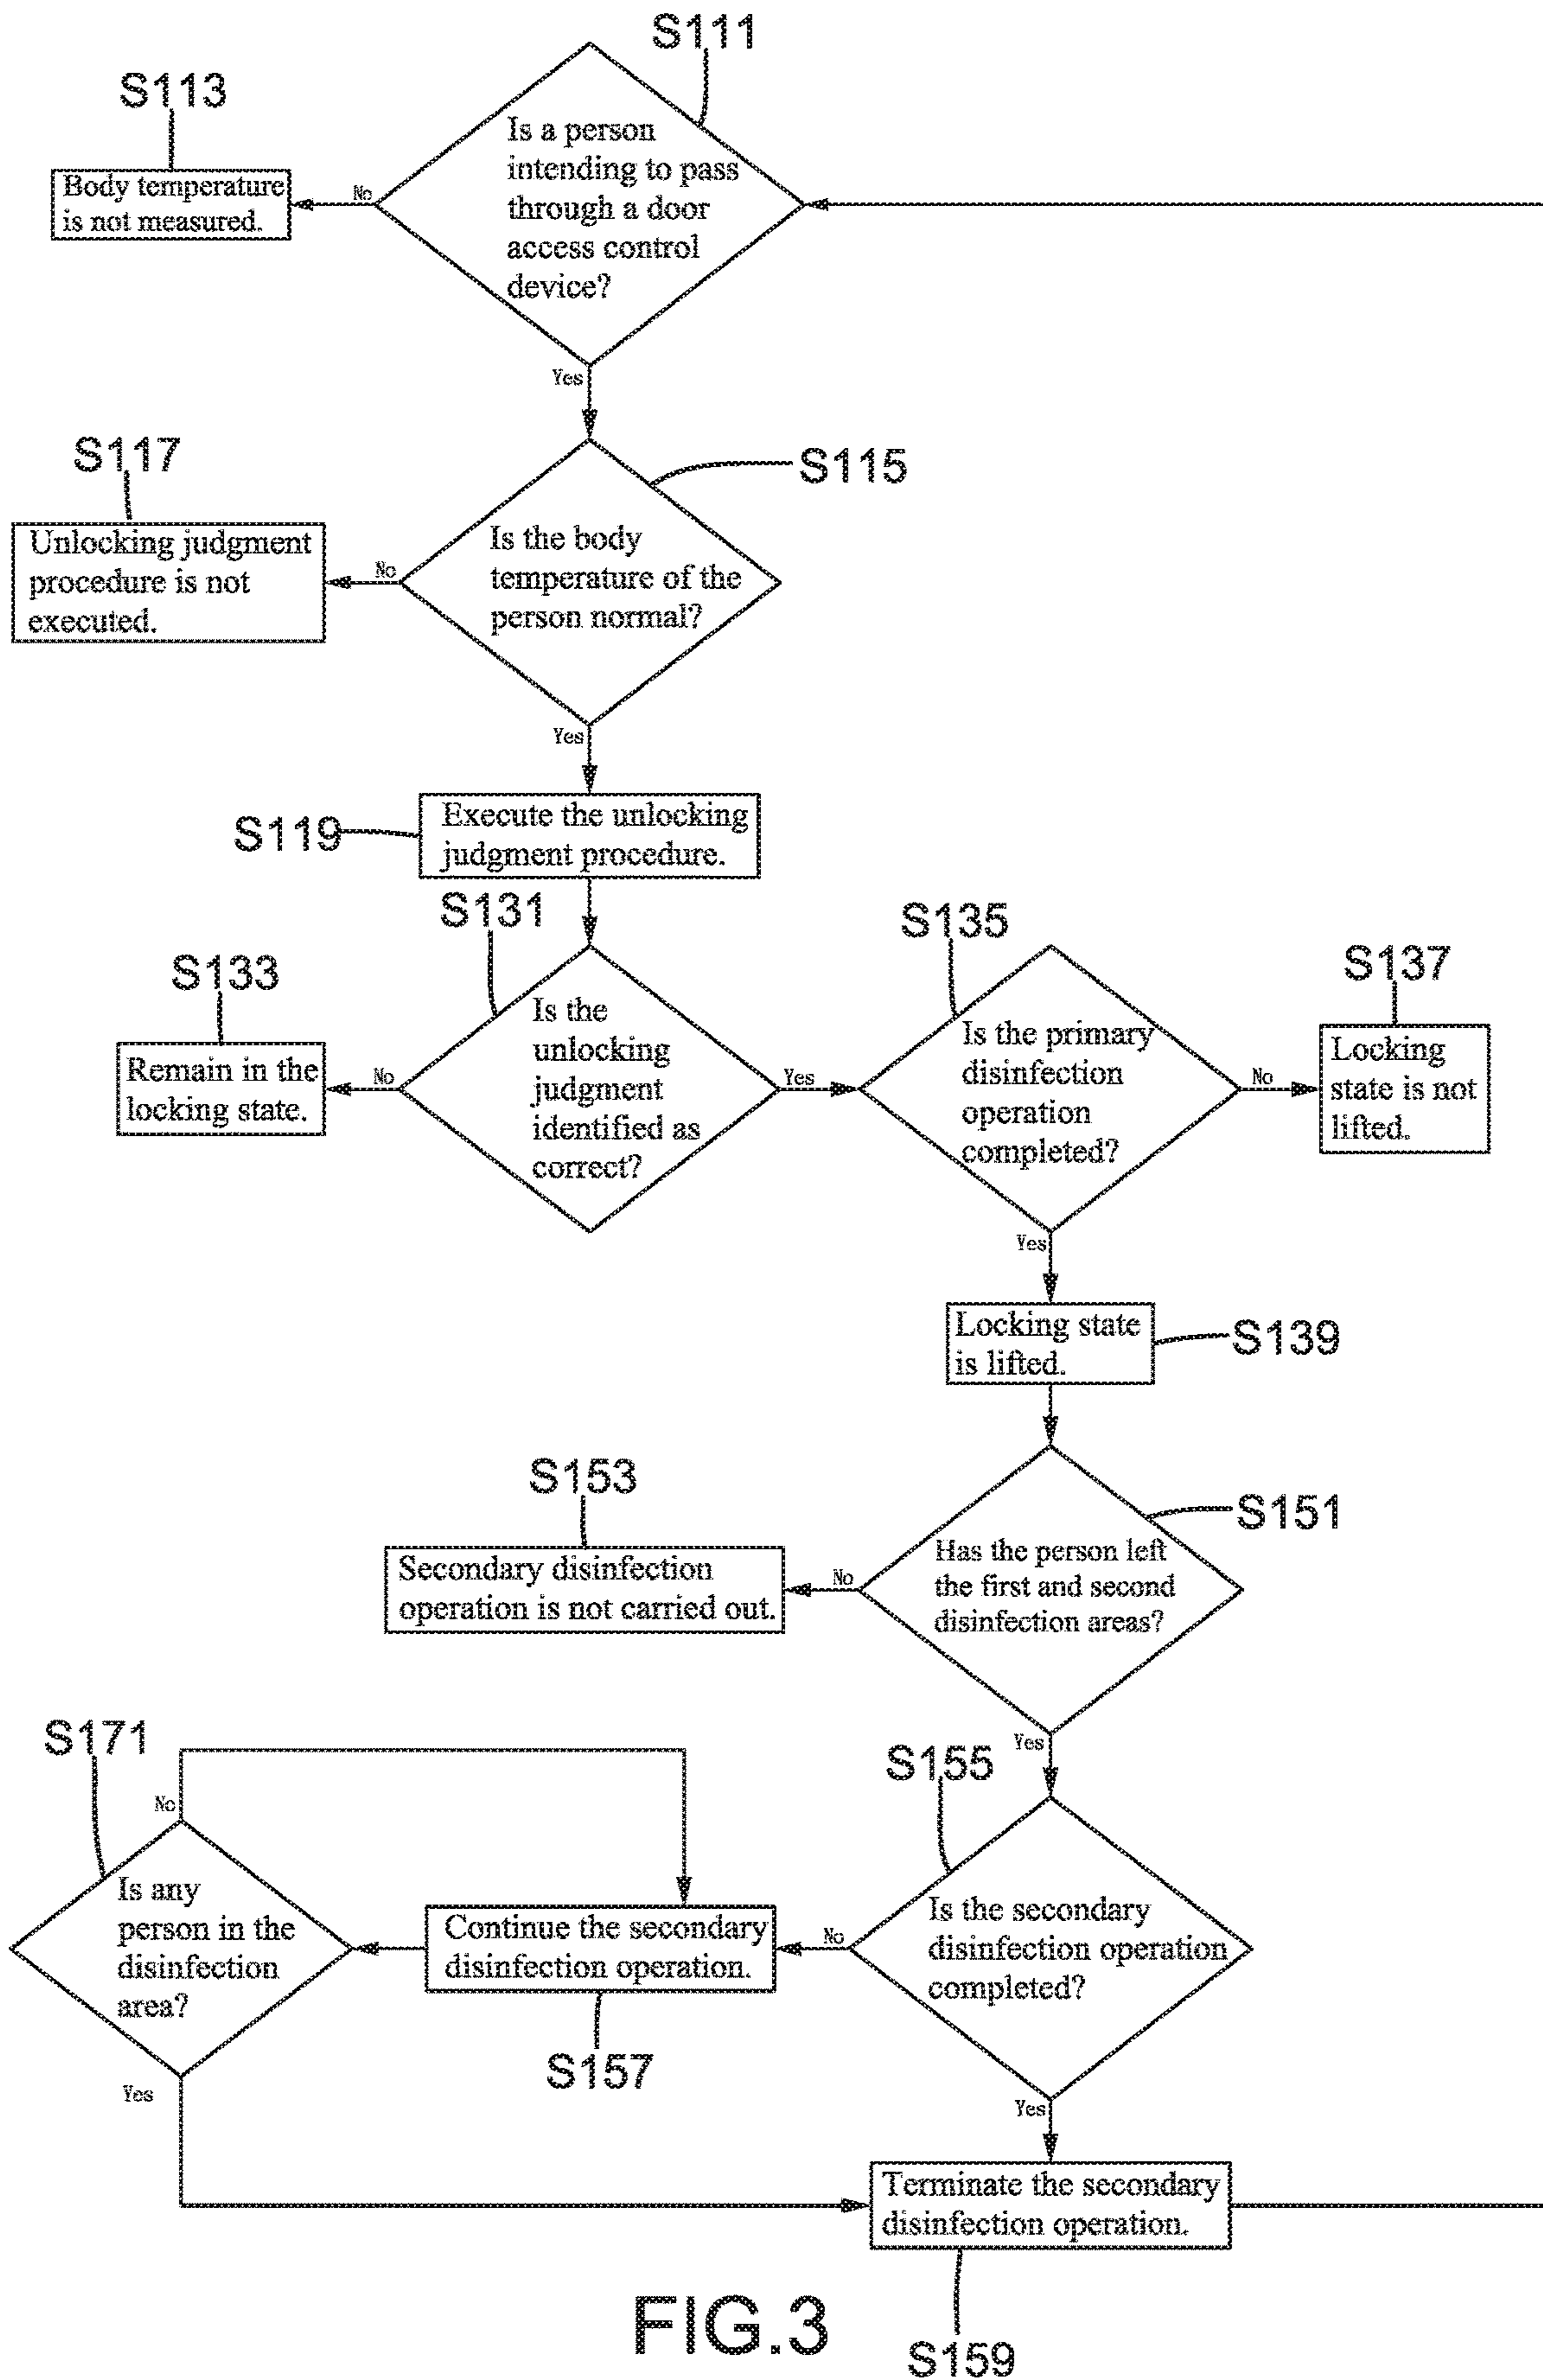 S111
S113
Is a person
intending to pass
through a door
access control
device?
Body temperature
is not measured.
No
Yes
S117
S115
Unlocking judgment
procedure is not
executed.
No
Is the body
temperature of the
person normal?
Yes
S119
Execute the unlocking
judgment procedure.
S131
S135
S133
S137
Remain in the
locking state.
No
Is the
unlocking
judgment
identified as
correct?
Yes
Is the primary
disinfection
operation
completed?
No
Locking
state is not
lifted.
Yes
Locking state
is lifted.
S139
S153
S151
Secondary disinfection
operation is not carried out.
No
Has the person left
the first and second
disinfection areas?
S171
Yes
S155
No
Is any
person in the
disinfection
area?
Continue the secondary
disinfection operation.
No
Is the secondary
disinfection operation
completed?
S157
Yes
Yes
Terminate the secondary
disinfection operation.
FIG.3
S159